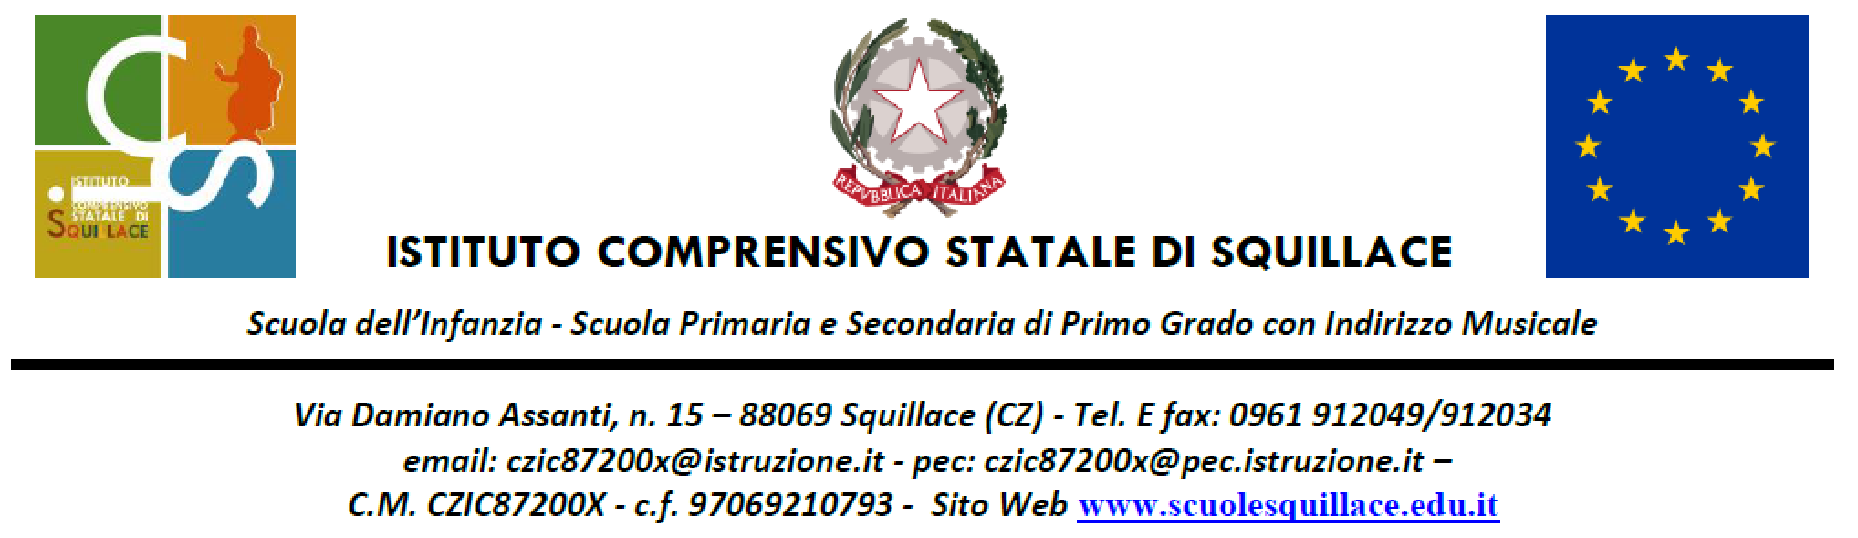 ISTITUTO
COMPRENSIVO
STATALE DI
SQUILLACE
REPVBBLICA ITALIANA
ISTITUTO COMPRENSIVO STATALE DI SQUILLACE
Scuola dell’Infanzia - Scuola Primaria e Secondaria di Primo Grado con Indirizzo Musicale
Via Damiano Assanti, n. 15 – 88069 Squillace (CZ) - Tel. E fax: 0961 912049/912034
email: czic87200x@istruzione.it - pec: czic87200x@pec.istruzione.it –
C.M. CZIC87200X - c.f. 97069210793 - Sito Web www.scuolesquillace.edu.it